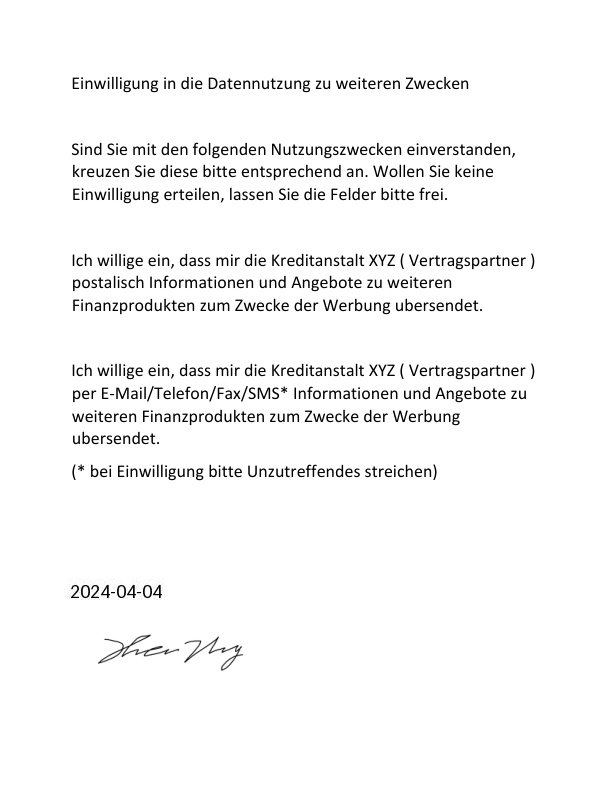 Einwilligung in die Datennutzung zu weiteren Zwecken
Sind Sie mit den folgenden Nutzungszwecken einverstanden,
kreuzen Sie diese bitte entsprechend an. Wollen Sie keine
Einwilligung erteilen, lassen Sie die Felder bitte frei.
Ich willige ein, dass mir die Kreditanstalt XYZ ( Vertragspartner )
postalisch Informationen und Angebote zu weiteren
Finanzprodukten zum Zwecke der Werbung ubersendet.
Ich willige ein, dass mir die Kreditanstalt XYZ ( Vertragspartner )
per E-Mail/Telefon/Fax/SMS* Informationen und Angebote zu
weiteren Finanzprodukten zum Zwecke der Werbung
ubersendet.
(* bei Einwilligung bitte Unzutreffendes streichen)
2024-04-04